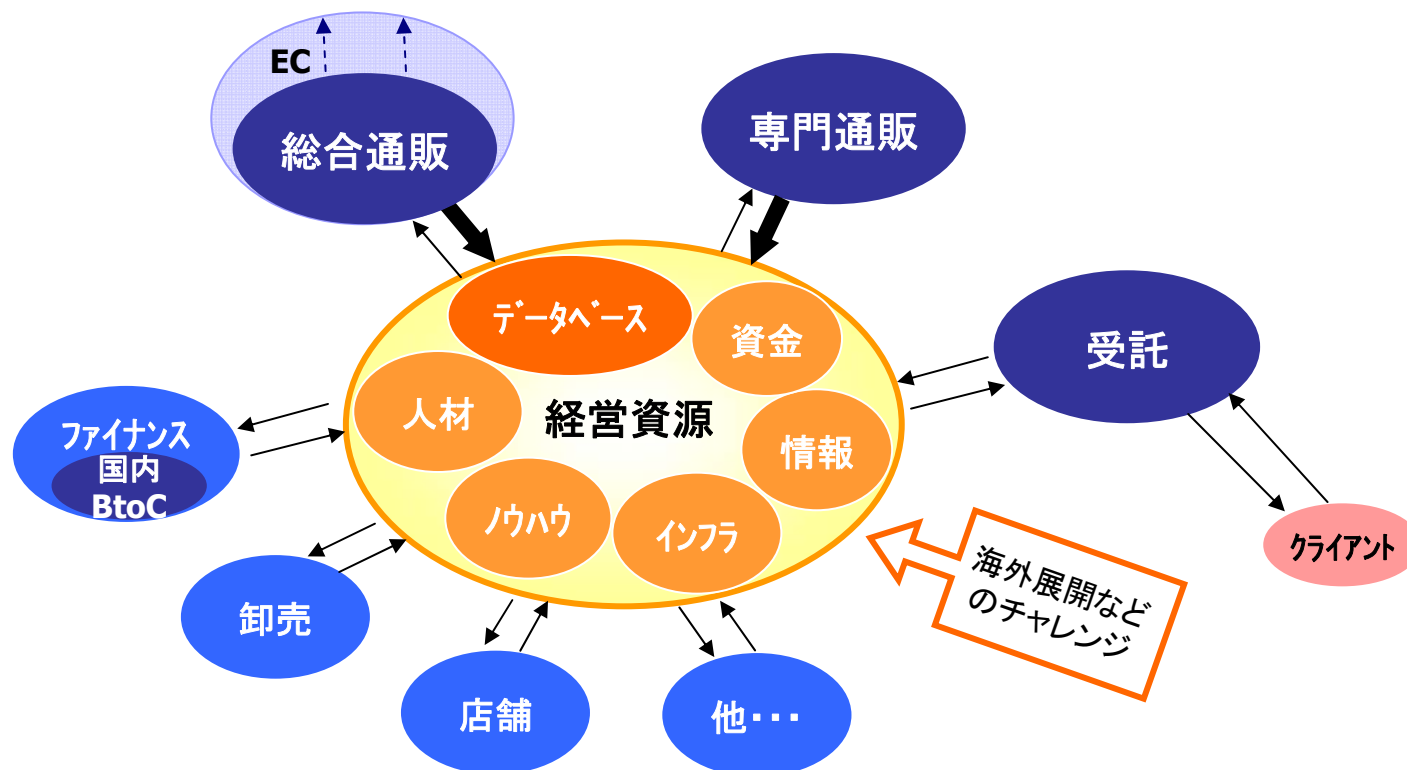 EC
総合通販
専門通販
データベース
資金
受託
人材
経営資源
情報
ファイナンス
国内
BtoC
ノウハウ
インフラ
クライアント
海外展開など
のチャレンジ
卸売
店舗
他・・・